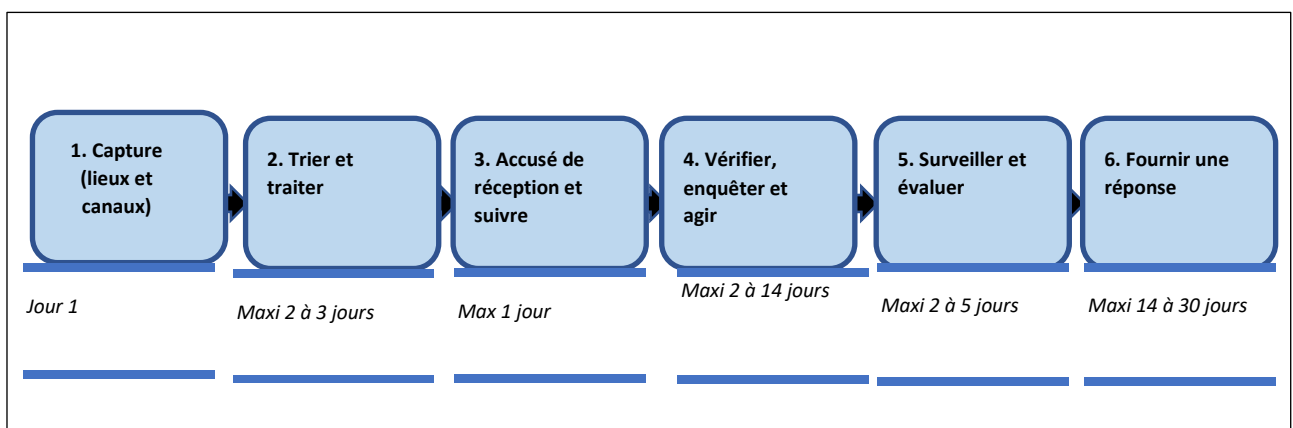 1. Capture
(lieux et
canaux)
2. Trier et
traiter
3. Accusé de
réception et
suivre
4. Vérifier,
enquêter et
agir
5. Surveiller et
évaluer
6. Fournir une
réponse
Jour 1
Maxi 2 à 3 jours
Max 1 jour
Maxi 2 à 14 jours
Maxi 2 à 5 jours
Maxi 14 à 30 jours